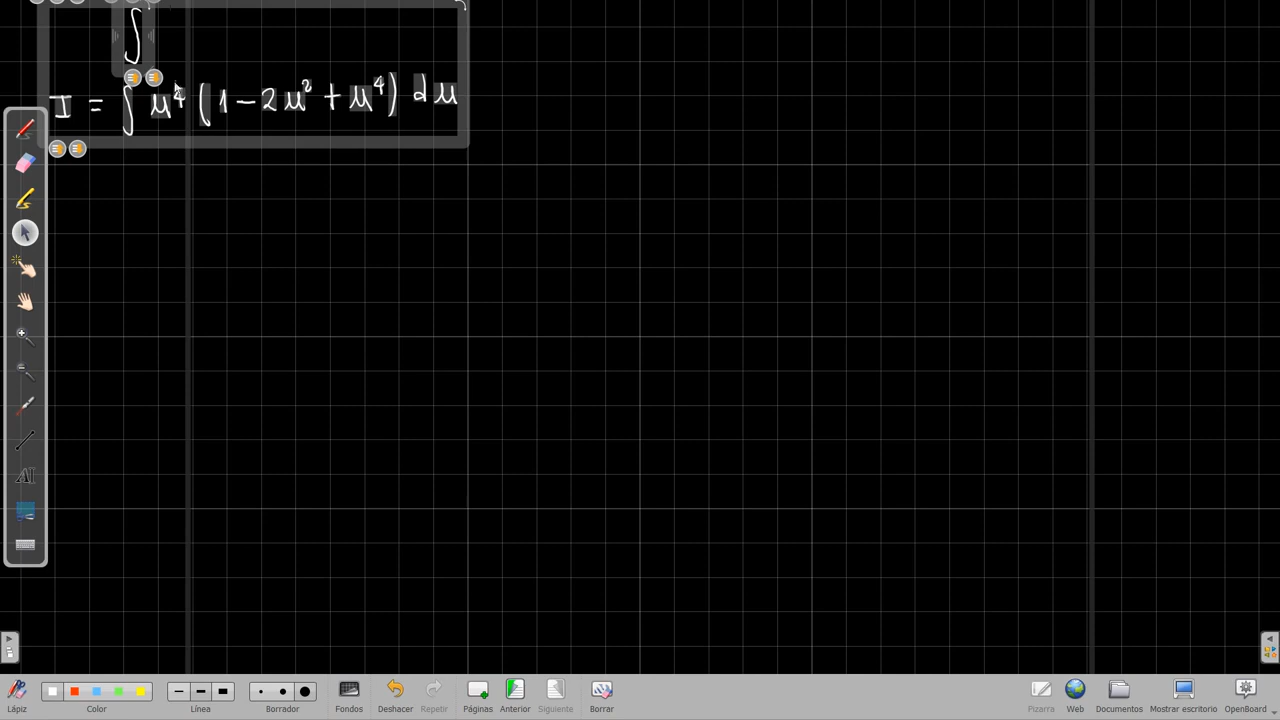 ∫
I = ∫ u⁴ (1 − 2u² + u⁴) du
AI
Lápiz Color Línea Borrador Fondos Deshacer Repetir Páginas Anterior Siguiente Borrar Pizarra Web Documentos Mostrar escritorio OpenBoard